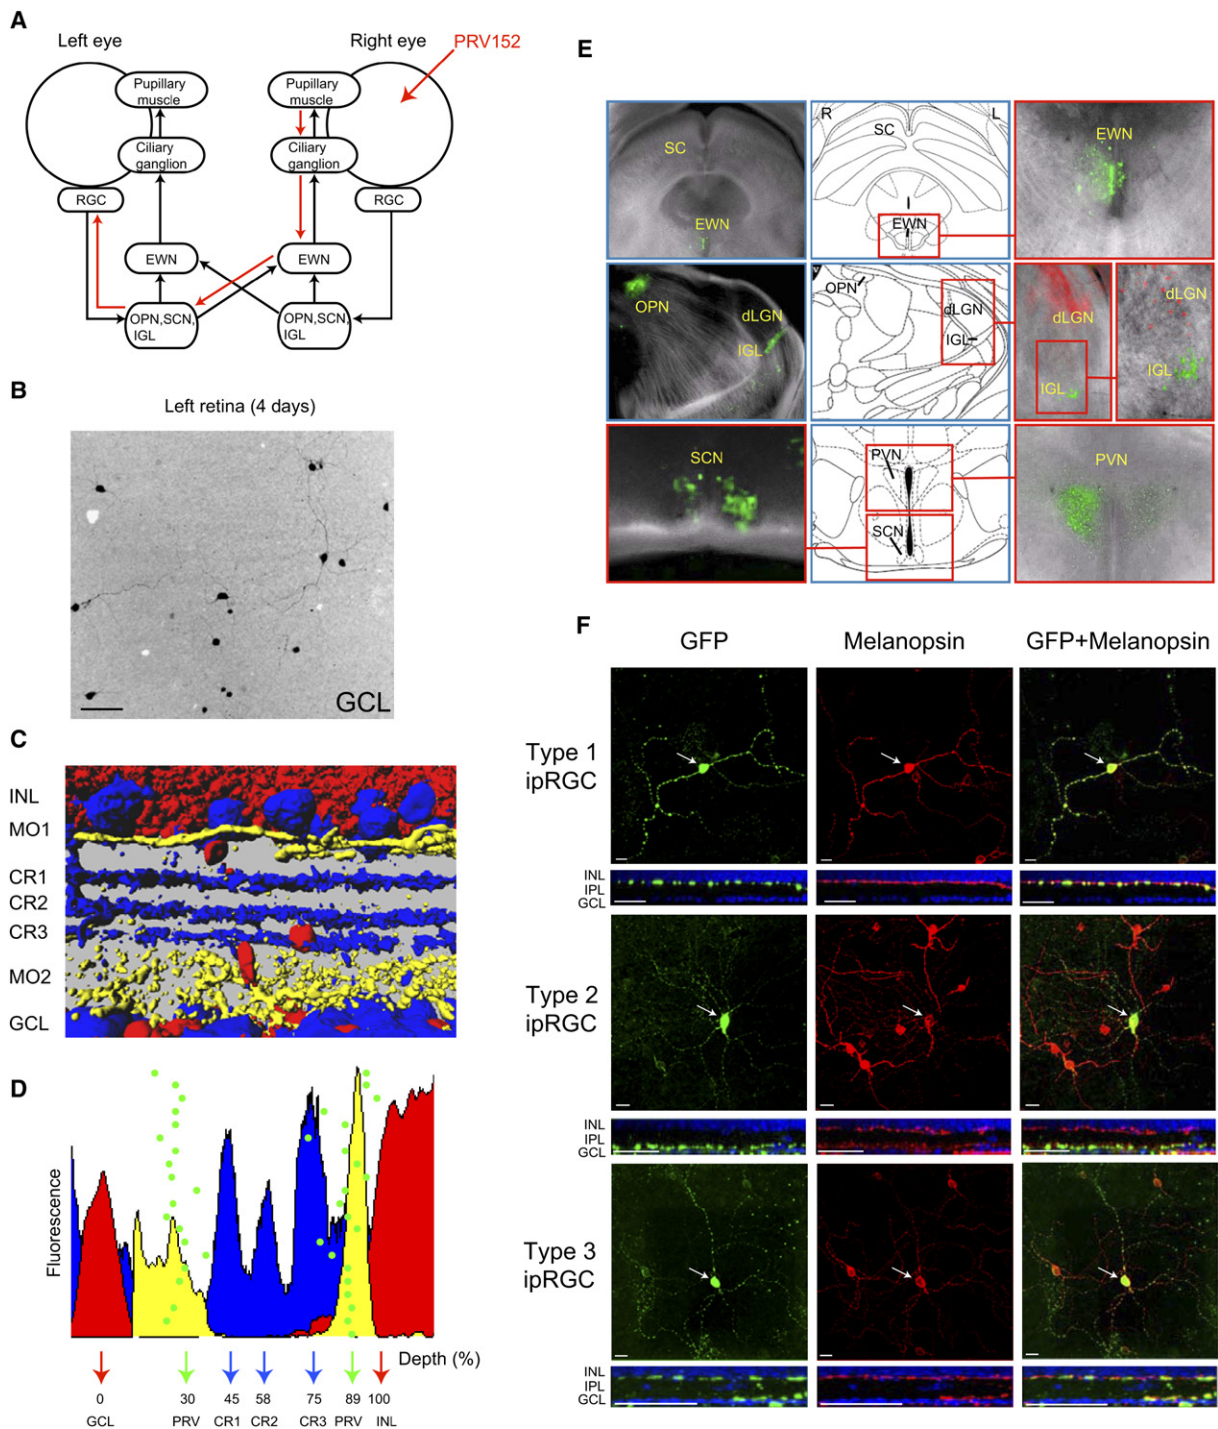 A
Left eye
Right eye
PRV152
Pupillary
muscle
Pupillary
muscle
Ciliary
ganglion
Ciliary
ganglion
RGC
RGC
EWN
EWN
OPN,SCN,
IGL
OPN,SCN,
IGL
B
Left retina (4 days)
GCL
C
INL
MO1
CR1
CR2
CR3
MO2
GCL
D
Fluorescence
Depth (%)
0
30
45
58
75
89
100
GCL
PRV
CR1
CR2
CR3
PRV
INL
E
SC
EWN
R
L
SC
EWN
EWN
OPN
dLGN
IGL
OPN
dLGN
IGL
dLGN
IGL
dLGN
IGL
SCN
PVN
SCN
PVN
F
GFP
Melanopsin
GFP+Melanopsin
Type 1
ipRGC
INL
IPL
GCL
Type 2
ipRGC
INL
IPL
GCL
Type 3
ipRGC
INL
IPL
GCL